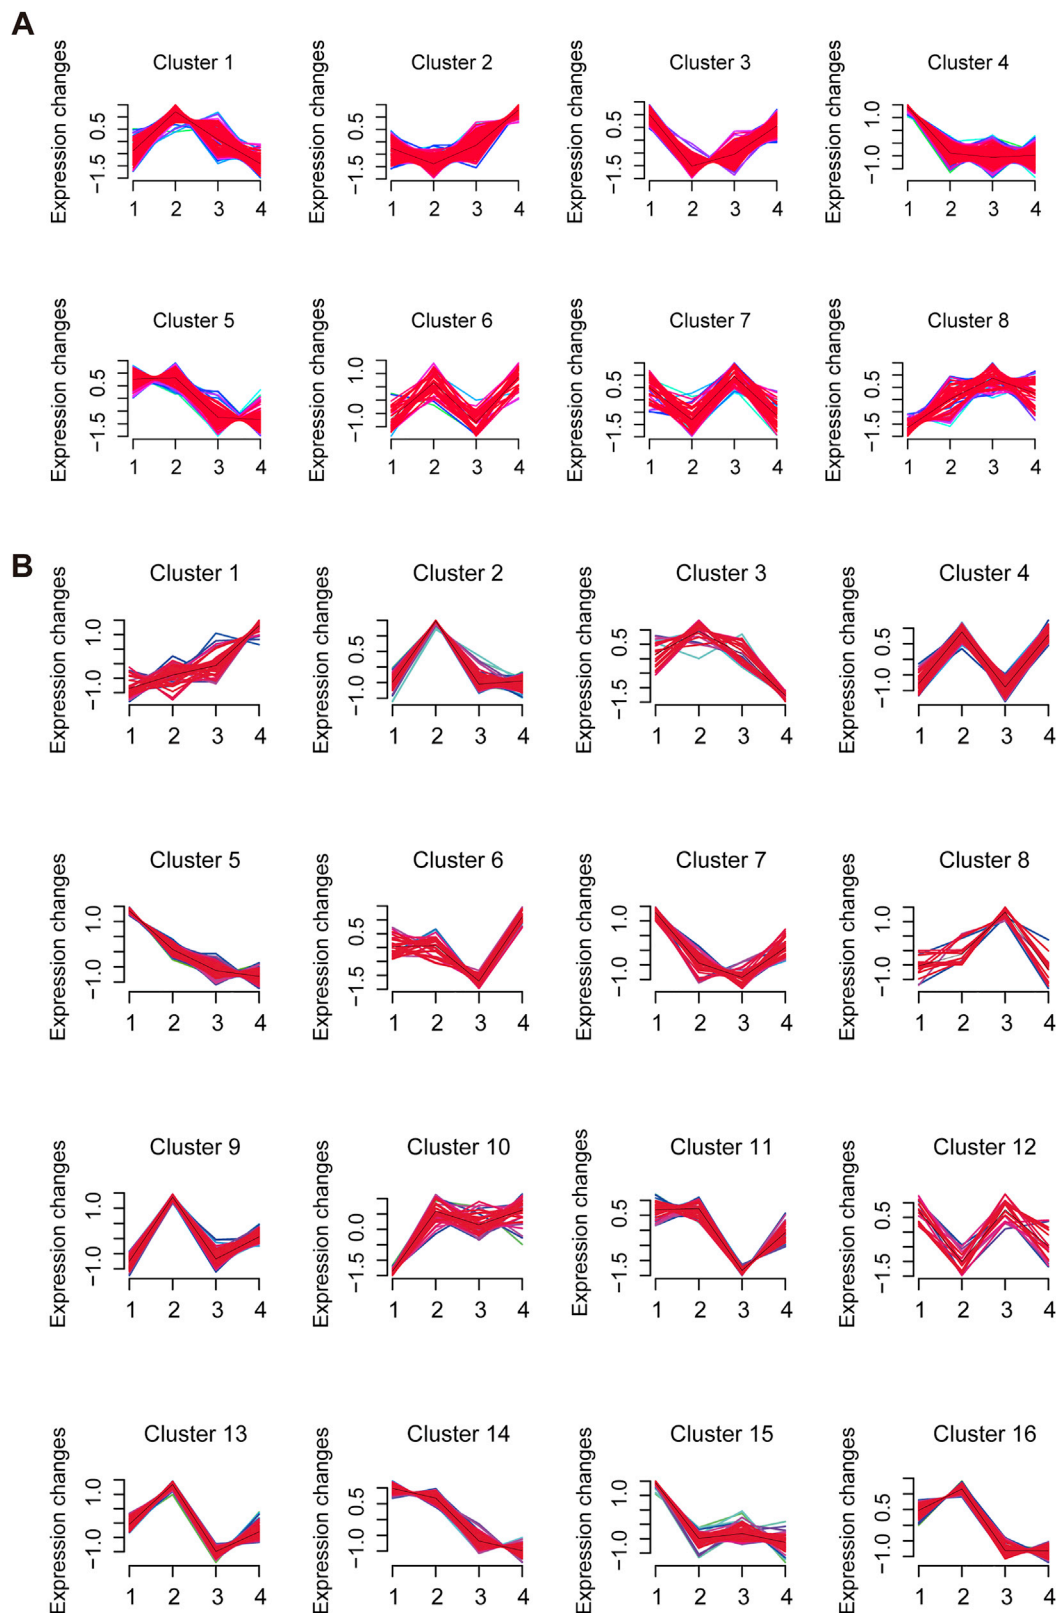 A
Cluster 1 Cluster 2 Cluster 3 Cluster 4
Expression changes Expression changes Expression changes Expression changes
0.5 0.5 0.5 1.0
−1.5 −1.5 −1.5 −1.0
1 2 3 4 1 2 3 4 1 2 3 4 1 2 3 4
Cluster 5 Cluster 6 Cluster 7 Cluster 8
Expression changes Expression changes Expression changes Expression changes
0.5 1.0 0.5 0.5
−1.5 −1.0 −1.5 −1.5
1 2 3 4 1 2 3 4 1 2 3 4 1 2 3 4
B
Cluster 1 Cluster 2 Cluster 3 Cluster 4
Expression changes Expression changes Expression changes Expression changes
1.0 0.5 0.5 0.5
−1.0 −1.0 −1.5 −1.0
1 2 3 4 1 2 3 4 1 2 3 4 1 2 3 4
Cluster 5 Cluster 6 Cluster 7 Cluster 8
Expression changes Expression changes Expression changes Expression changes
1.0 0.5 1.0 1.0
−1.0 −1.5 −1.0 −1.0
1 2 3 4 1 2 3 4 1 2 3 4 1 2 3 4
Cluster 9 Cluster 10 Cluster 11 Cluster 12
Expression changes Expression changes Expression changes Expression changes
1.0 0.0 0.5 0.5
−1.0 −1.5 −1.5 −1.5
1 2 3 4 1 2 3 4 1 2 3 4 1 2 3 4
Cluster 13 Cluster 14 Cluster 15 Cluster 16
Expression changes Expression changes Expression changes Expression changes
1.0 0.5 1.0 0.5
−1.0 −1.0 −1.0 −1.0
1 2 3 4 1 2 3 4 1 2 3 4 1 2 3 4